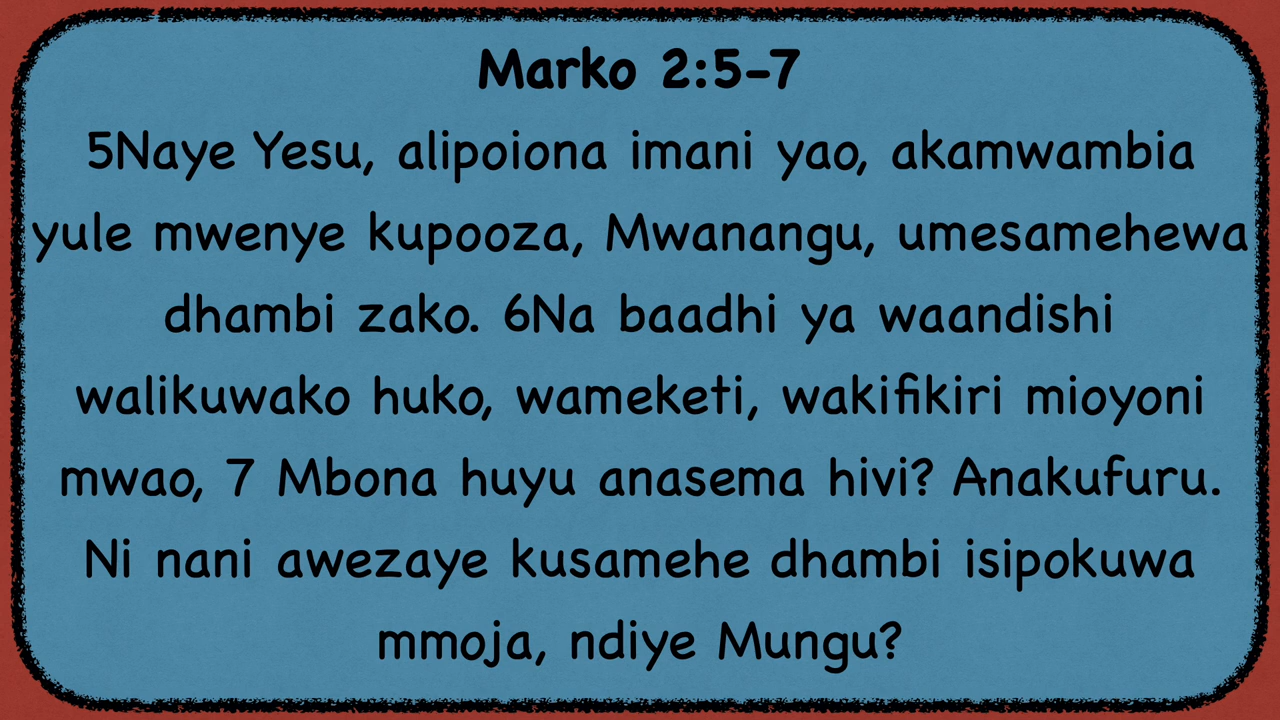 Marko 2:5-7
5Naye Yesu, alipoiona imani yao, akamwambia
yule mwenye kupooza, Mwanangu, umesamehewa
dhambi zako. 6Na baadhi ya waandishi
walikuwako huko, wameketi, wakifikiri mioyoni
mwao, 7 Mbona huyu anasema hivi? Anakufuru.
Ni nani awezaye kusamehe dhambi isipokuwa
mmoja, ndiye Mungu?